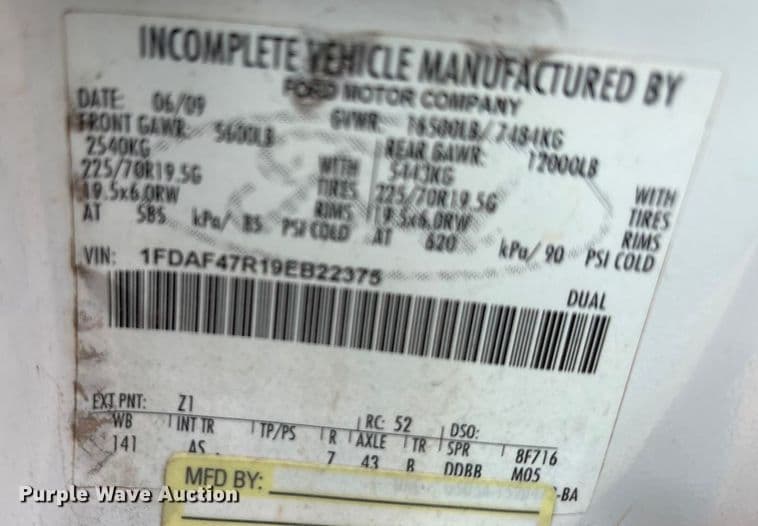 INCOMPLETE VEHICLE MANUFACTURED BY
FORD MOTOR COMPANY
DATE: 06/09 GVWR: 16500LB/7484KG
FRONT GAWR: 5600LB REAR GAWR: 12000LB
2540KG WITH 5443KG WITH
225/70R19.5G TIRES 225/70R19.5G TIRES
19.5x6.0RW RIMS 19.5x6.0RW RIMS
AT 585 kPa/ 85 PSI COLD AT 620 kPa/ 90 PSI COLD
VIN: 1FDAF47R19EB22375
DUAL
EXT PNT: Z1 RC: 52 DSO:
WB INT TR TP/PS R AXLE TR SPR 8F716
141 AS 7 43 B DDBB M05
-BA
MFD BY:
Purple Wave Auction